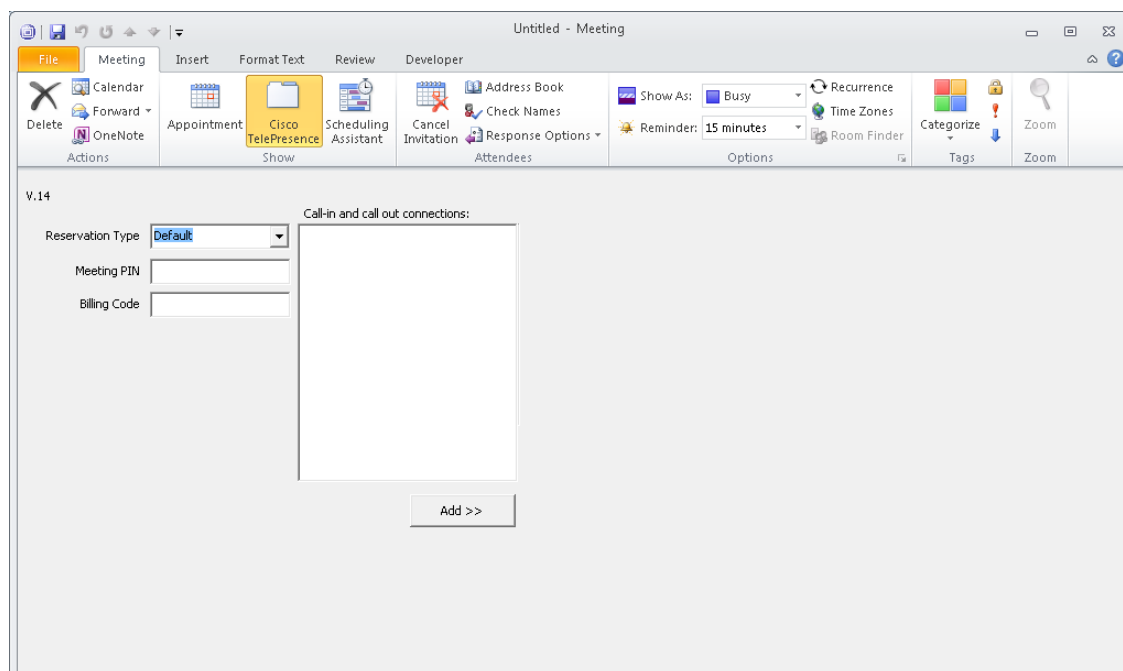 Untitled - Meeting
File Meeting Insert Format Text Review Developer
Delete
Calendar
Forward
OneNote
Actions
Appointment
Cisco TelePresence
Scheduling Assistant
Show
Cancel Invitation
Address Book
Check Names
Response Options
Attendees
Show As: Busy
Reminder: 15 minutes
Recurrence
Time Zones
Room Finder
Options
Categorize
Tags
Zoom
Zoom
V.14
Call-in and call out connections:
Reservation Type Default
Meeting PIN
Billing Code
Add >>